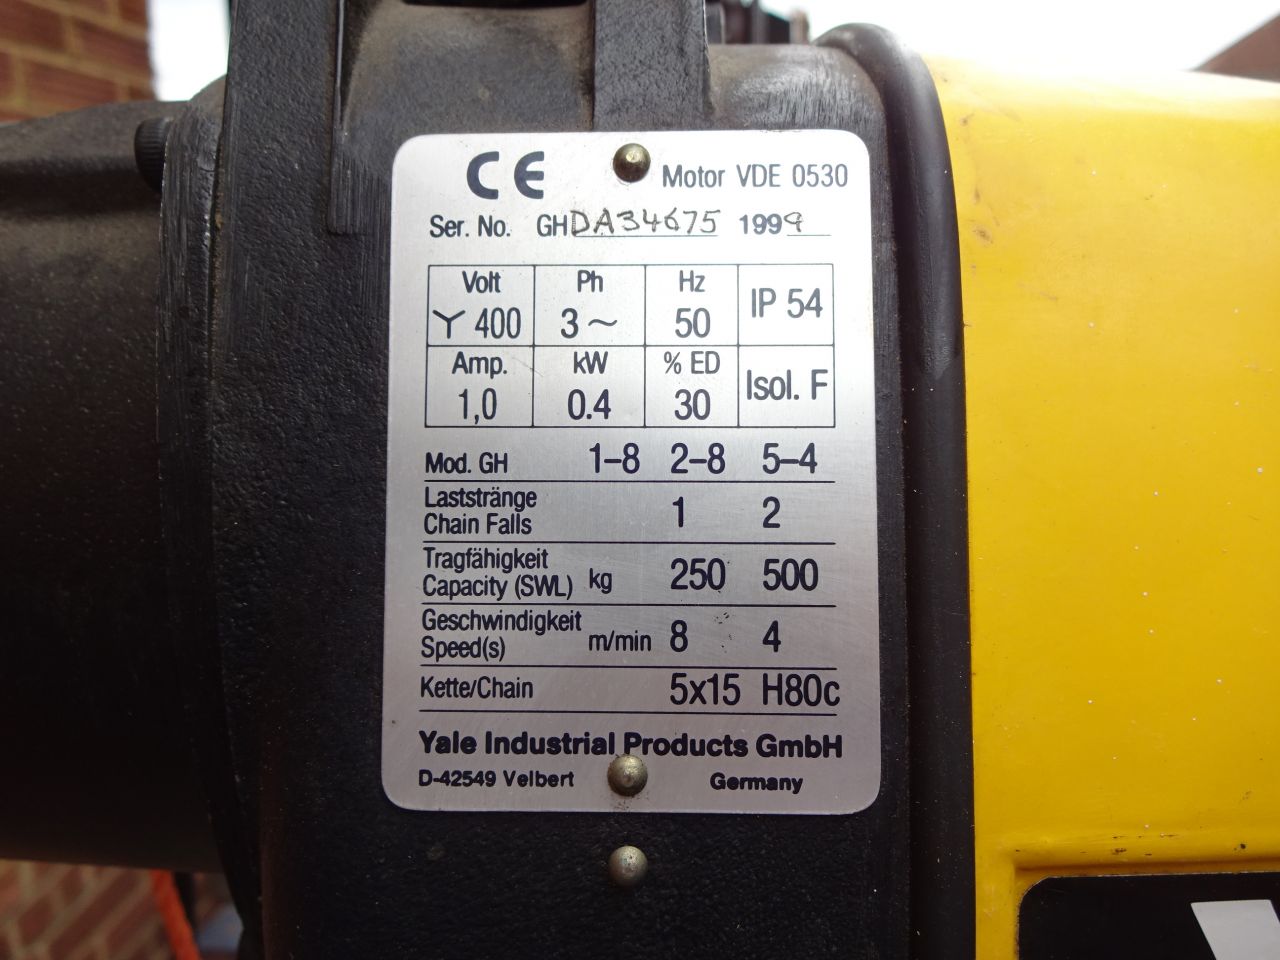 CE Motor VDE 0530
Ser. No. GHDA34675 1999
Volt Ph Hz IP 54
Y 400 3 ~ 50
Amp. kW % ED Isol. F
1,0 0.4 30
Mod. GH 1–8 2–8 5–4
Laststränge
Chain Falls 1 2
Tragfähigkeit
Capacity (SWL) kg 250 500
Geschwindigkeit
Speed(s) m/min 8 4
Kette/Chain 5x15 H80c
Yale Industrial Products GmbH
D-42549 Velbert Germany